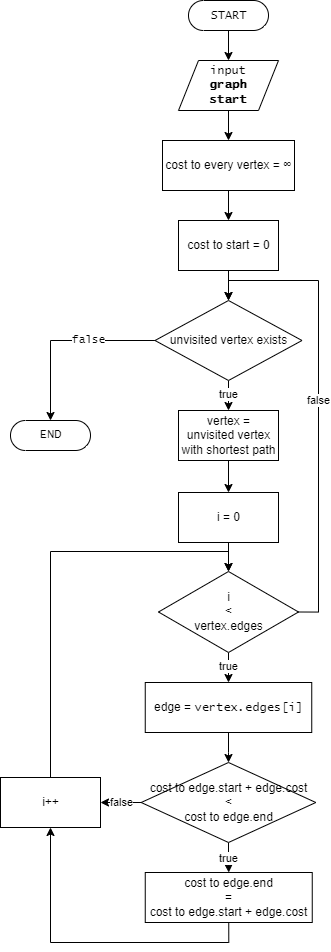 START
input
graph
start
cost to every vertex = ∞
cost to start = 0
unvisited vertex exists
false
true
false
END
vertex =
unvisited vertex
with shortest path
i = 0
i
<
vertex.edges
true
edge = vertex.edges[i]
cost to edge.start + edge.cost
<
cost to edge.end
i++
false
true
cost to edge.end
=
cost to edge.start + edge.cost